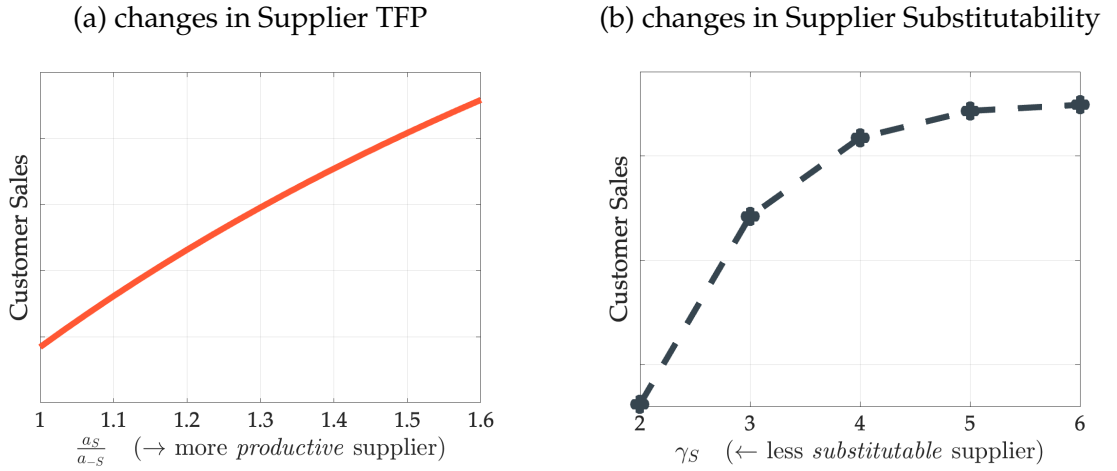 (a) changes in Supplier TFP
Customer Sales
1 1.1 1.2 1.3 1.4 1.5 1.6
a_S/a_{-S} (→ more productive supplier)
(b) changes in Supplier Substitutability
Customer Sales
2 3 4 5 6
γ_S (← less substitutable supplier)